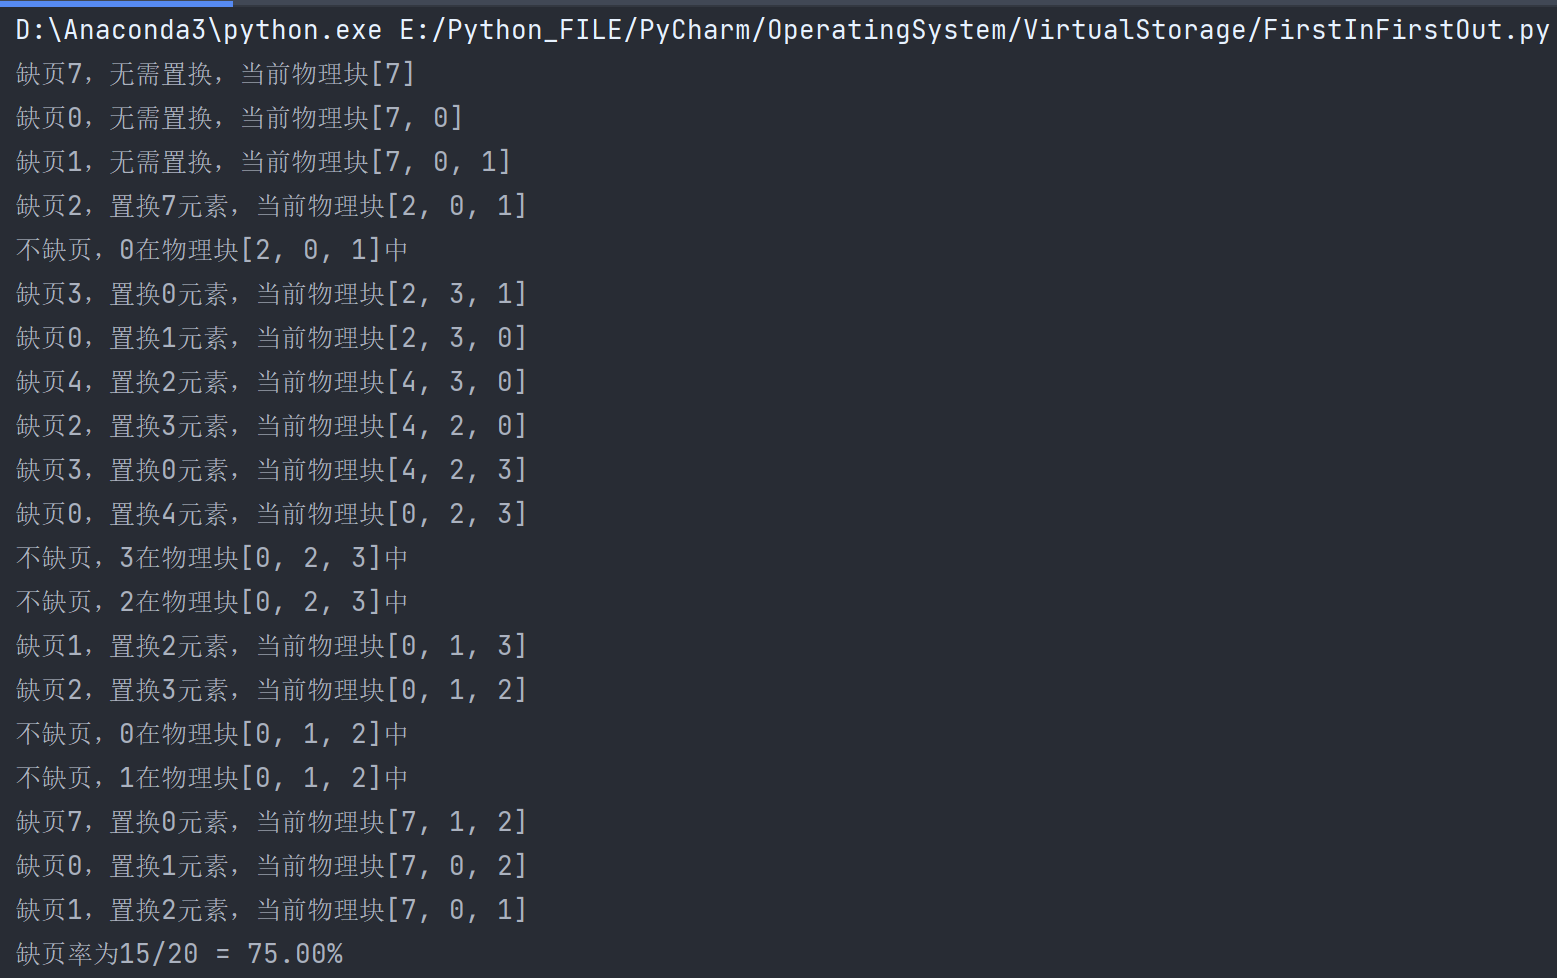 D:\Anaconda3\python.exe E:/Python_FILE/PyCharm/OperatingSystem/VirtualStorage/FirstInFirstOut.py
缺页7，无需置换，当前物理块[7]
缺页0，无需置换，当前物理块[7, 0]
缺页1，无需置换，当前物理块[7, 0, 1]
缺页2，置换7元素，当前物理块[2, 0, 1]
不缺页，0在物理块[2, 0, 1]中
缺页3，置换0元素，当前物理块[2, 3, 1]
缺页0，置换1元素，当前物理块[2, 3, 0]
缺页4，置换2元素，当前物理块[4, 3, 0]
缺页2，置换3元素，当前物理块[4, 2, 0]
缺页3，置换0元素，当前物理块[4, 2, 3]
缺页0，置换4元素，当前物理块[0, 2, 3]
不缺页，3在物理块[0, 2, 3]中
不缺页，2在物理块[0, 2, 3]中
缺页1，置换2元素，当前物理块[0, 1, 3]
缺页2，置换3元素，当前物理块[0, 1, 2]
不缺页，0在物理块[0, 1, 2]中
不缺页，1在物理块[0, 1, 2]中
缺页7，置换0元素，当前物理块[7, 1, 2]
缺页0，置换1元素，当前物理块[7, 0, 2]
缺页1，置换2元素，当前物理块[7, 0, 1]
缺页率为15/20 = 75.00%